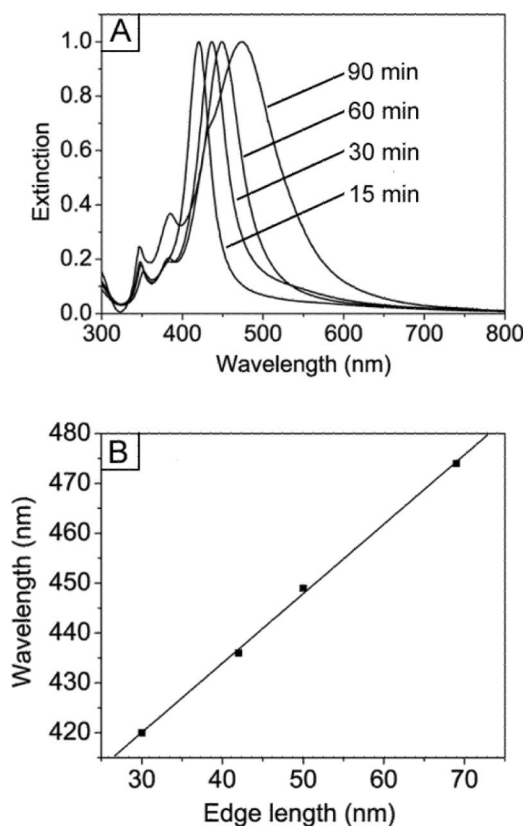 A
1.0
0.8
0.6
0.4
0.2
0.0
Extinction
90 min
60 min
30 min
15 min
300 400 500 600 700 800
Wavelength (nm)
B
480
470
460
450
440
430
420
Wavelength (nm)
30 40 50 60 70
Edge length (nm)